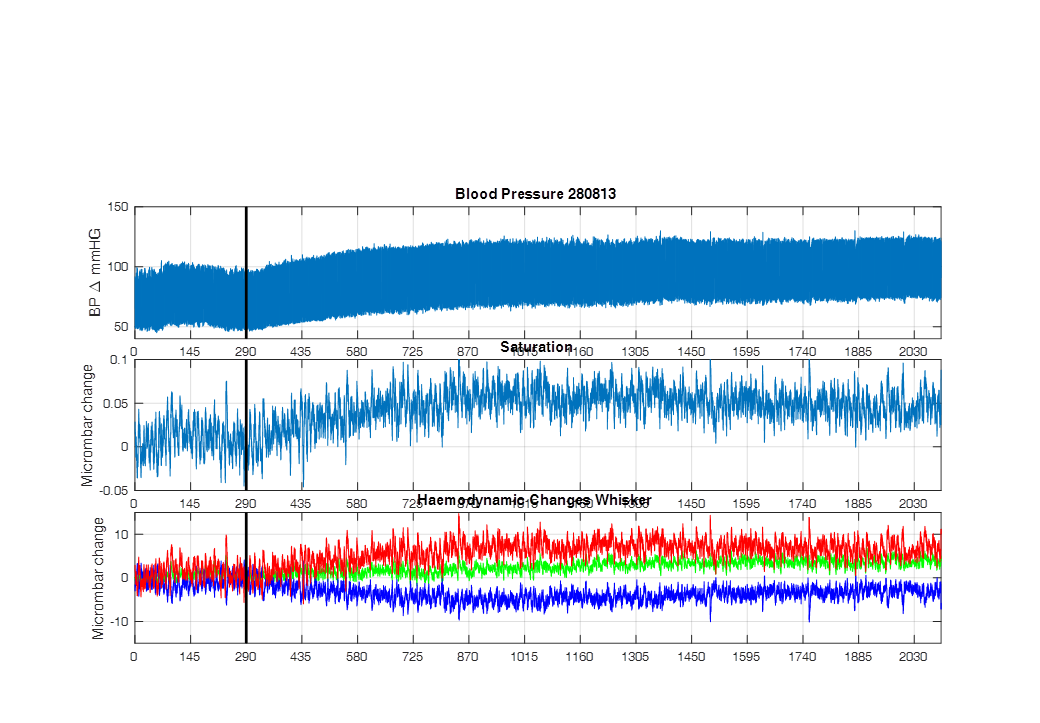 Blood Pressure 280813
150
100
50
BP Δ mmHG
0 145 290 435 580 725 870 1015 1160 1305 1450 1595 1740 1885 2030
Saturation
0.1
0.05
0
-0.05
Micrombar change
0 145 290 435 580 725 870 1015 1160 1305 1450 1595 1740 1885 2030
Haemodynamic Changes Whisker
10
0
-10
Micrombar change
0 145 290 435 580 725 870 1015 1160 1305 1450 1595 1740 1885 2030